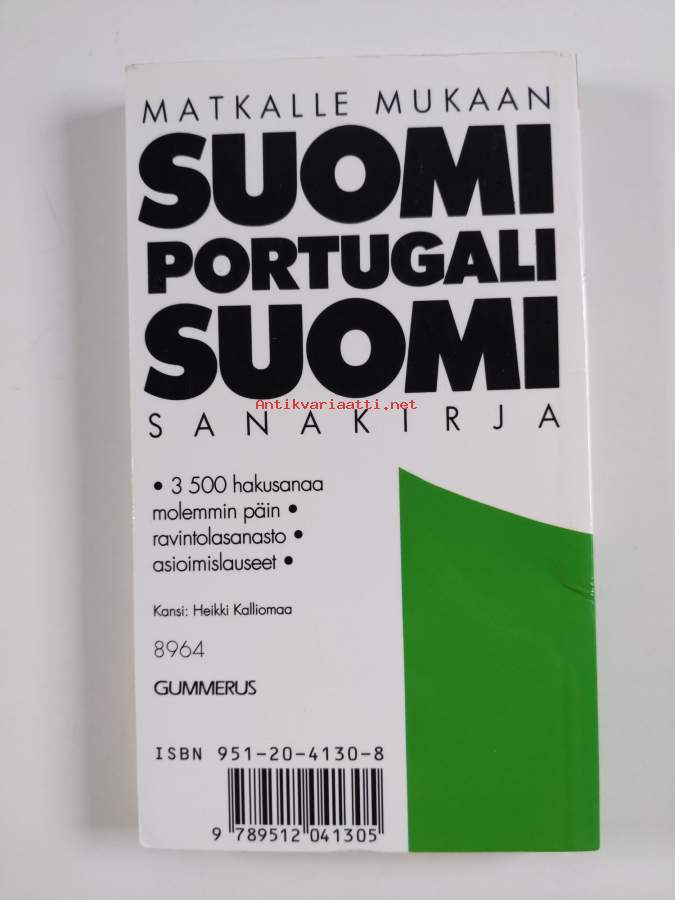 MATKALLE MUKAAN
SUOMI
PORTUGALI
SUOMI
Antikvariaatti.net
SANAKIRJA
• 3 500 hakusanaa
molemmin päin •
ravintolasanasto •
asioimislauseet •
Kansi: Heikki Kalliomaa
8964
GUMMERUS
ISBN 951-20-4130-8
9 789512 041305